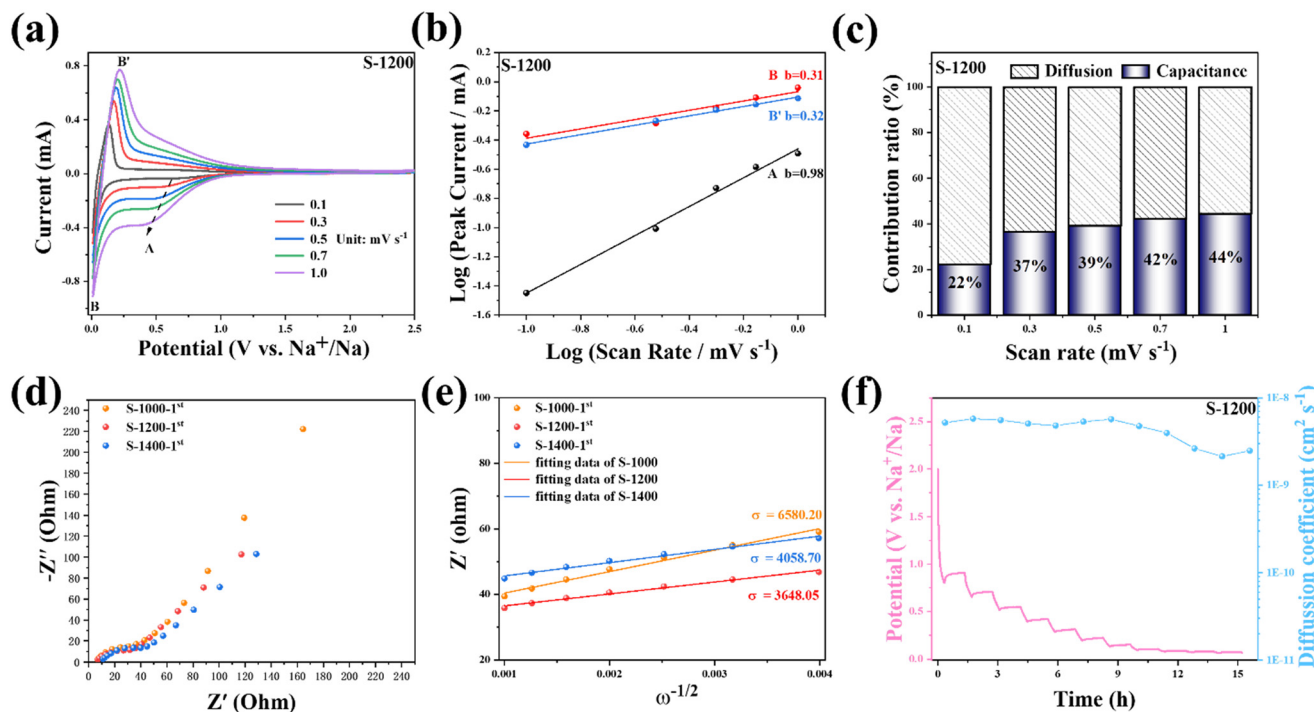 (a)
S-1200
B'
A
B
0.1
0.3
0.5 Unit: mV s⁻¹
0.7
1.0
0.8
0.4
0.0
-0.4
-0.8
Current (mA)
0.0 0.5 1.0 1.5 2.0 2.5
Potential (V vs. Na⁺/Na)
(b)
S-1200
B b=0.31
B' b=0.32
A b=0.98
0.4
0.2
0.0
-0.2
-0.4
-0.6
-0.8
-1.0
-1.2
-1.4
-1.6
Log (Peak Current / mA)
-1.0 -0.8 -0.6 -0.4 -0.2 0.0
Log (Scan Rate / mV s⁻¹)
(c)
S-1200
Diffusion Capacitance
100
80
60
40
20
0
Contribution ratio (%)
22% 37% 39% 42% 44%
0.1 0.3 0.5 0.7 1
Scan rate (mV s⁻¹)
(d)
S-1000-1ˢᵗ
S-1200-1ˢᵗ
S-1400-1ˢᵗ
240
220
200
180
160
140
120
100
80
60
40
20
0
-Z'' (Ohm)
0 20 40 60 80 100 120 140 160 180 200 220 240
Z' (Ohm)
(e)
S-1000-1ˢᵗ
S-1200-1ˢᵗ
S-1400-1ˢᵗ
fitting data of S-1000
fitting data of S-1200
fitting data of S-1400
σ = 6580.20
σ = 4058.70
σ = 3648.05
100
80
60
40
20
Z' (ohm)
0.001 0.002 0.003 0.004
ω⁻¹/²
(f)
S-1200
2.5
2.0
1.5
1.0
0.5
0.0
Potential (V vs. Na⁺/Na)
1E-8
1E-9
1E-10
1E-11
Diffussion coefficient (cm² s⁻¹)
0 3 6 9 12 15
Time (h)